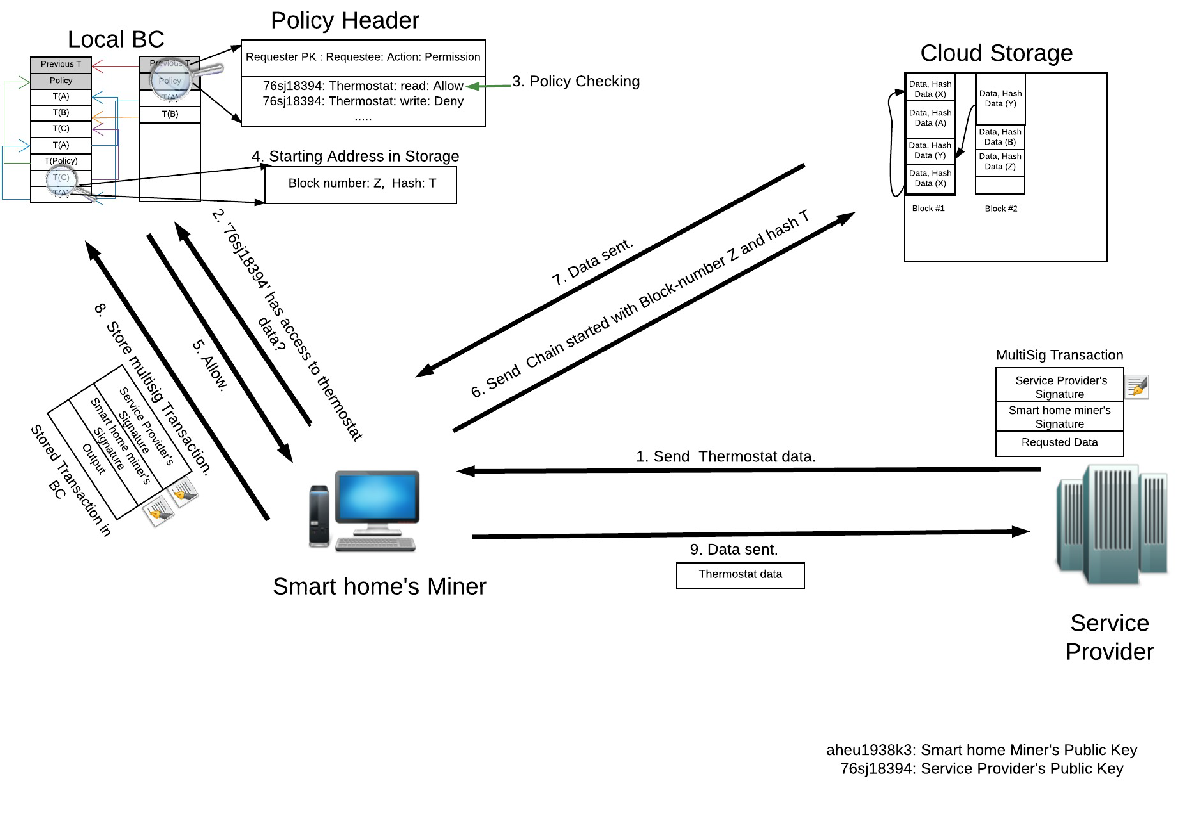 Local BC
Previous T
Policy
T(A)
T(B)
T(C)
T(A)
T(Policy)
T(C)
T(A)
Previous T
Policy
T(A)
T(B)
Policy Header
Requester PK : Requestee: Action: Permission
76sj18394: Thermostat: read: Allow
76sj18394: Thermostat: write: Deny
.....
3. Policy Checking
4. Starting Address in Storage
Block number: Z, Hash: T
Cloud Storage
Data, Hash
Data (X)
Data, Hash
Data (A)
Data, Hash
Data (Y)
Data, Hash
Data (X)
Block #1
Data, Hash
Data (Y)
Data, Hash
Data (B)
Data, Hash
Data (Z)
Block #2
2. '76sj18394' has access to thermostat
data?
5. Allow.
8. Store multisig Transaction.
Service Provider's
Signature
Smart home's miner's
Signature
Output
Stored Transaction in
BC
7. Data sent.
6. Send Chain started with Block-number Z and hash T
MultiSig Transaction
Service Provider's
Signature
Smart home miner's
Signature
Requsted Data
1. Send Thermostat data.
9. Data sent.
Thermostat data
Smart home's Miner
Service
Provider
aheu1938k3: Smart home Miner's Public Key
76sj18394: Service Provider's Public Key